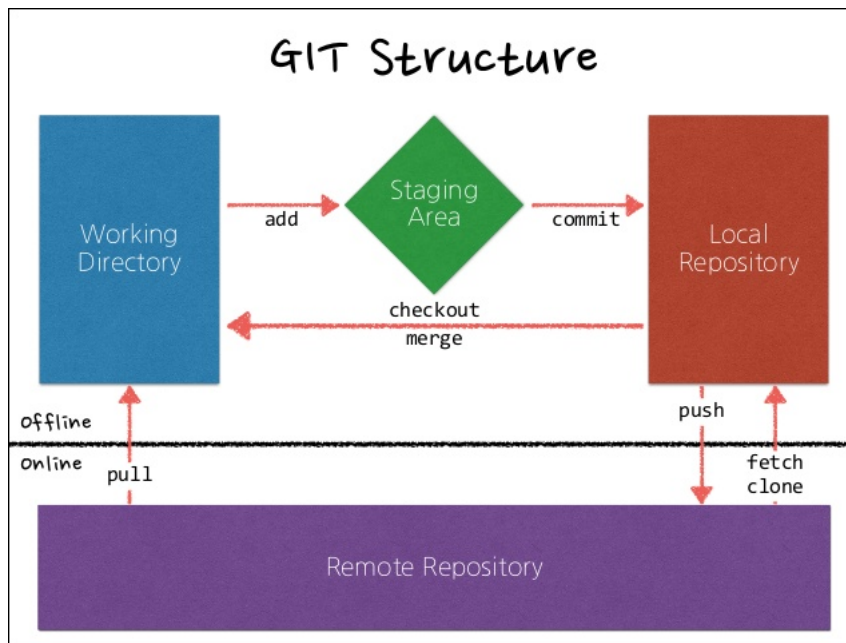 GIT Structure
Working
Directory
add
Staging
Area
commit
Local
Repository
checkout
merge
Offline
Online
pull
push
fetch
clone
Remote Repository